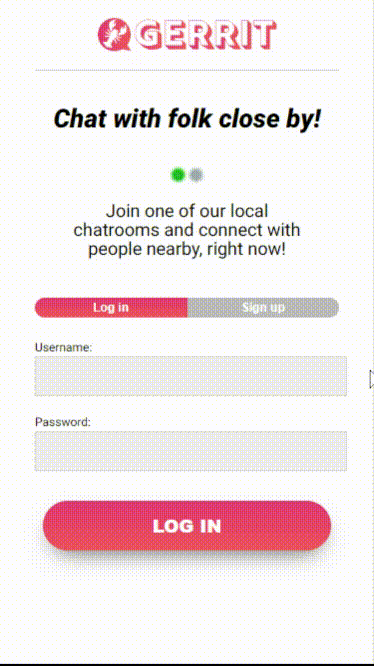 GERRIT
Chat with folk close by!
Join one of our local
chatrooms and connect with
people nearby, right now!
Log in
Sign up
Username:
Password:
LOG IN